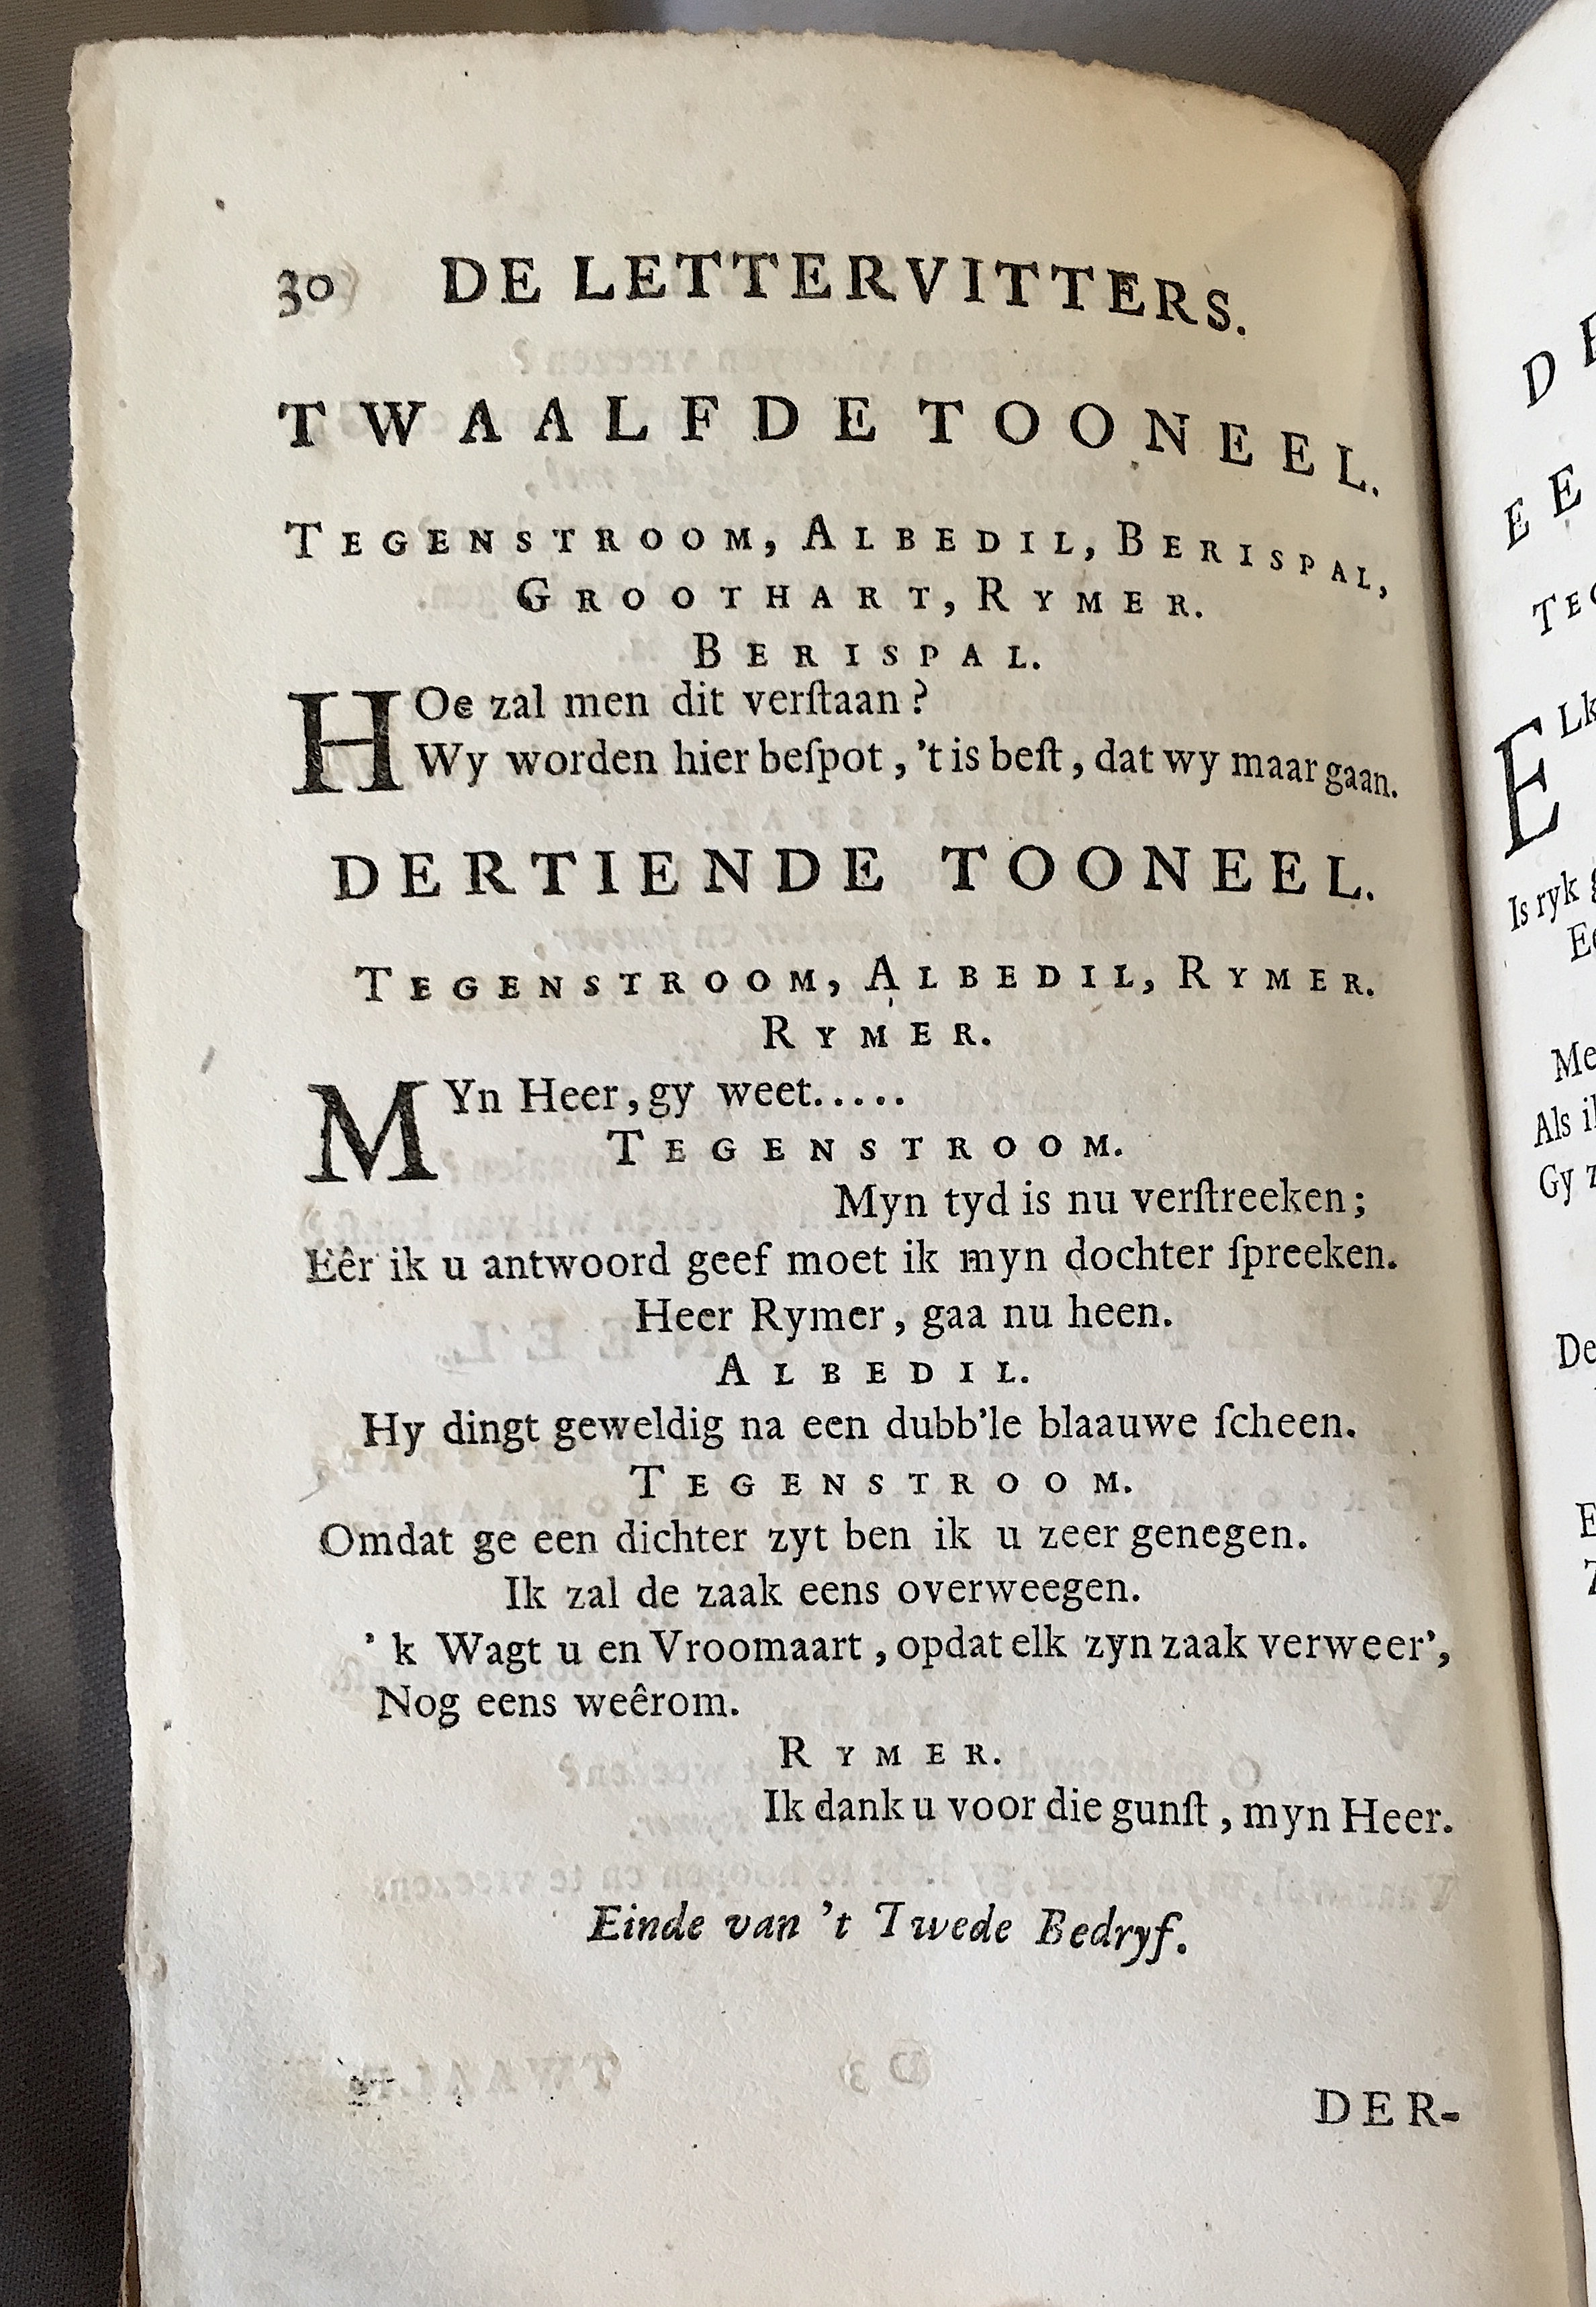 30 DE LETTERVITTERS.
TWAALFDE TOONEEL.
TEGENSTROOM, ALBEDIL, BERISPAL,
GROOTHART, RYMER.
BERISPAL.
HOe zal men dit verſtaan?
Wy worden hier beſpot, 't is beſt, dat wy maar gaan.
DERTIENDE TOONEEL.
TEGENSTROOM, ALBEDIL, RYMER.
RYMER.
MYn Heer, gy weet.....
TEGENSTROOM.
Myn tyd is nu verſtreeken;
Eêr ik u antwoord geef moet ik myn dochter ſpreeken.
Heer Rymer, gaa nu heen.
ALBEDIL.
Hy dingt geweldig na een dubb'le blaauwe ſcheen.
TEGENSTROOM.
Omdat ge een dichter zyt ben ik u zeer genegen.
Ik zal de zaak eens overweegen.
'k Wagt u en Vroomaart, opdat elk zyn zaak verweer',
Nog eens weêrom.
RYMER.
Ik dank u voor die gunſt, myn Heer.
Einde van 't Twede Bedryf.
DER-
Is ryk
Als
Gy
De